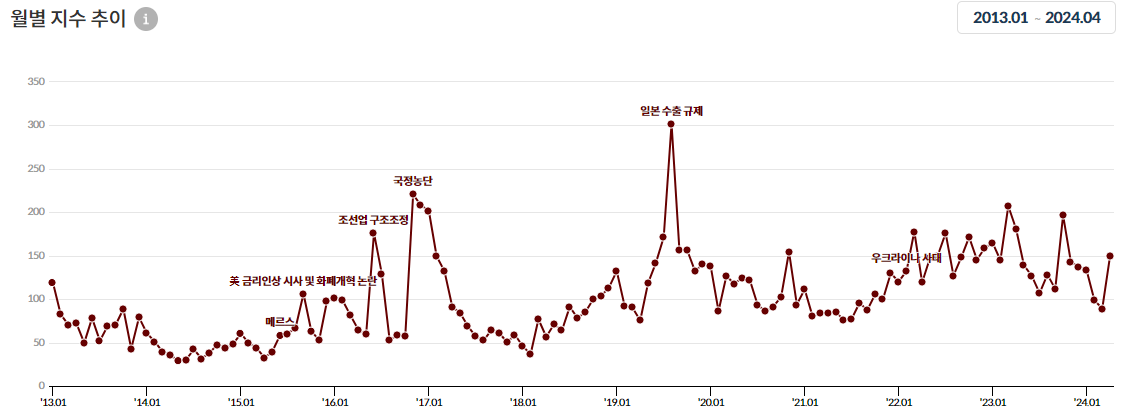 월별 지수 추이 i
2013.01 ~ 2024.04
350
300
250
200
150
100
50
0
일본 수출 규제
국정농단
조선업 구조조정
美 금리인상 시사 및 화폐개혁 논란
메르스
우크라이나 사태
'13.01 '14.01 '15.01 '16.01 '17.01 '18.01 '19.01 '20.01 '21.01 '22.01 '23.01 '24.01